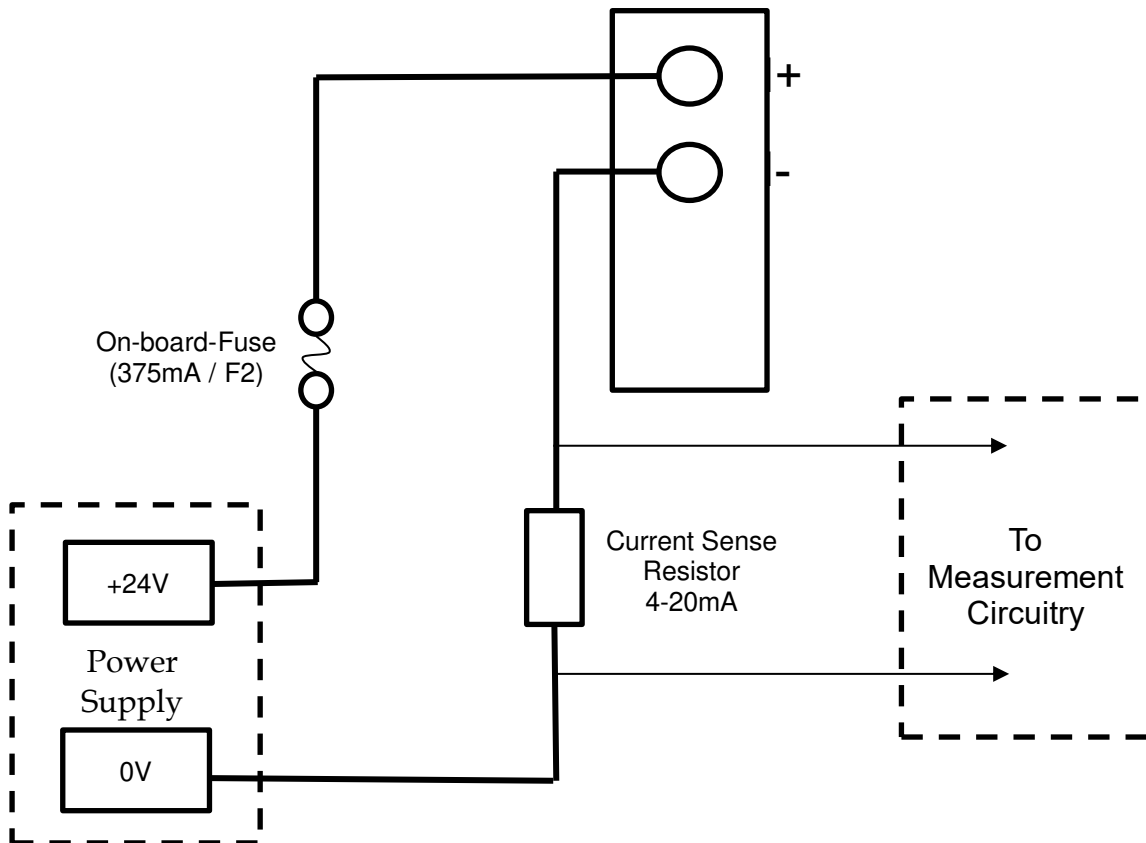 +
-
On-board-Fuse
(375mA / F2)
+24V
Power
Supply
0V
Current Sense
Resistor
4-20mA
To
Measurement
Circuitry